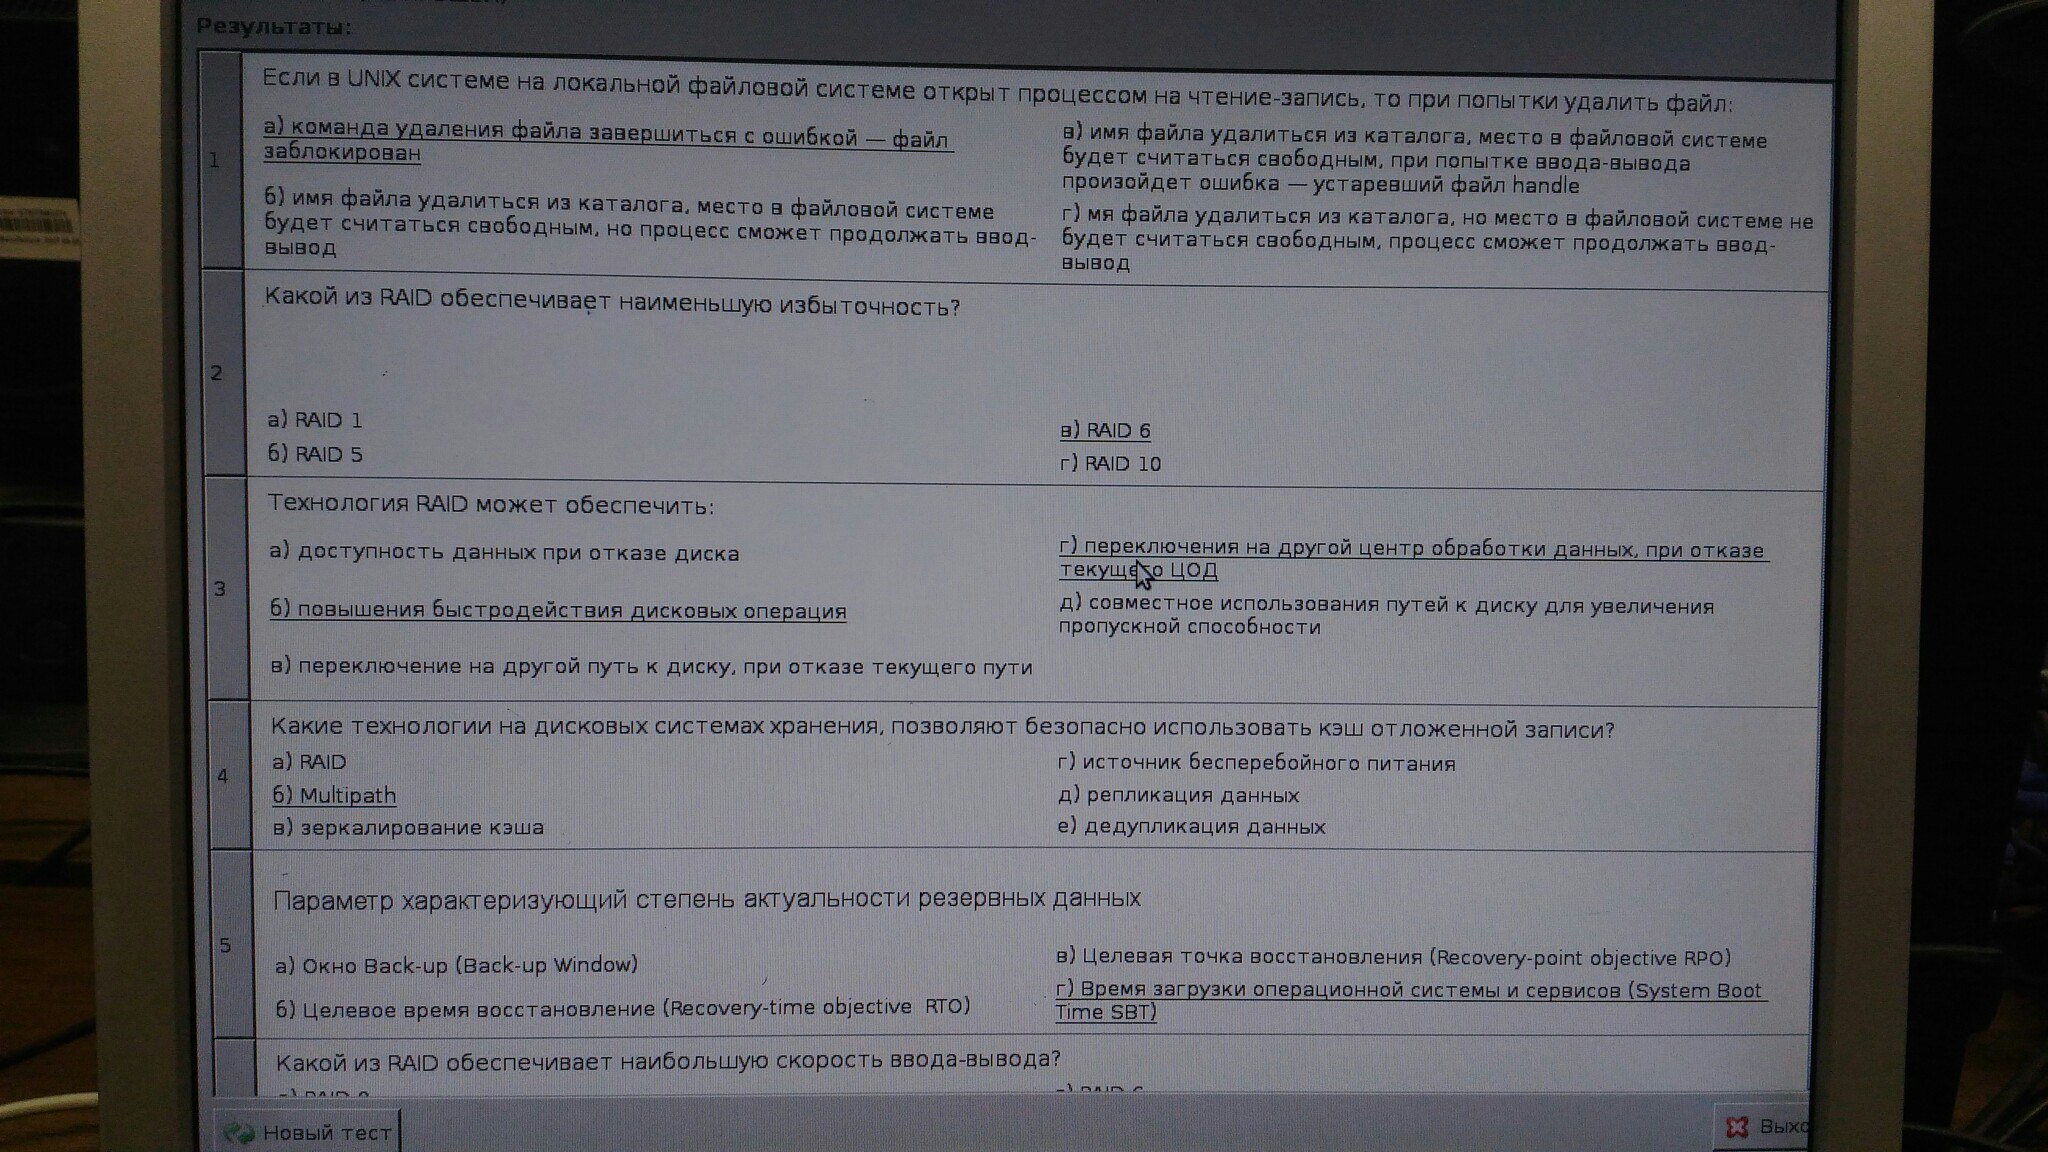 Результаты:
1
Если в UNIX системе на локальной файловой системе открыт процессом на чтение-запись, то при попытки удалить файл:
а) команда удаления файла завершиться с ошибкой — файл
заблокирован
б) имя файла удалиться из каталога, место в файловой системе
будет считаться свободным, но процесс сможет продолжать ввод-
вывод
в) имя файла удалиться из каталога, место в файловой системе
будет считаться свободным, при попытке ввода-вывода
произойдет ошибка — устаревший файл handle
г) мя файла удалиться из каталога, но место в файловой системе не
будет считаться свободным, процесс сможет продолжать ввод-
вывод
2
Какой из RAID обеспечивает наименьшую избыточность?
а) RAID 1
б) RAID 5
в) RAID 6
г) RAID 10
3
Технология RAID может обеспечить:
а) доступность данных при отказе диска
б) повышения быстродействия дисковых операция
в) переключение на другой путь к диску, при отказе текущего пути
г) переключения на другой центр обработки данных, при отказе
текущего ЦОД
д) совместное использования путей к диску для увеличения
пропускной способности
4
Какие технологии на дисковых системах хранения, позволяют безопасно использовать кэш отложенной записи?
а) RAID
б) Multipath
в) зеркалирование кэша
г) источник бесперебойного питания
д) репликация данных
е) дедупликация данных
5
Параметр характеризующий степень актуальности резервных данных
а) Окно Back-up (Back-up Window)
б) Целевое время восстановления (Recovery-time objective RTO)
в) Целевая точка восстановления (Recovery-point objective RPO)
г) Время загрузки операционной системы и сервисов (System Boot
Time SBT)
Какой из RAID обеспечивает наибольшую скорость ввода-вывода?
Новый тест